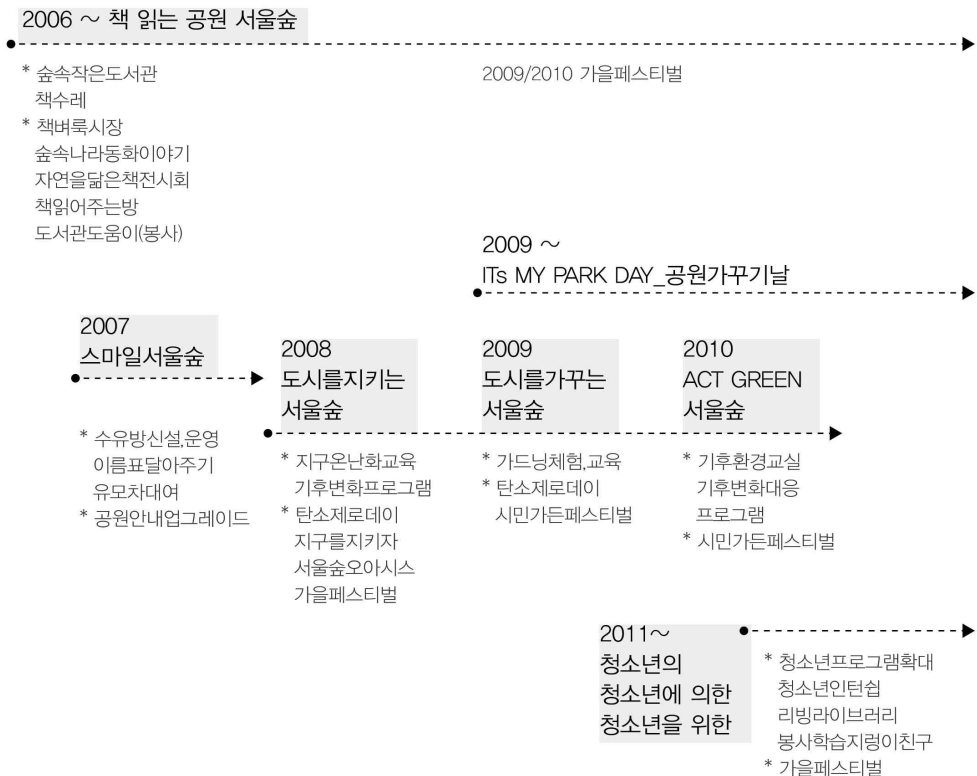 2006 ~ 책 읽는 공원 서울숲
* 숲속작은도서관
책수레
* 책벼룩시장
숲속나라동화이야기
자연을닮은책전시회
책읽어주는방
도서관도움이(봉사)
2009/2010 가을페스티벌
2009 ~
ITs MY PARK DAY_공원가꾸기날
2007
스마일서울숲
* 수유방신설,운영
이름표달아주기
유모차대여
* 공원안내업그레이드
2008
도시를지키는
서울숲
* 지구온난화교육
기후변화프로그램
* 탄소제로데이
지구를지키자
서울숲오아시스
가을페스티벌
2009
도시를가꾸는
서울숲
* 가드닝체험,교육
* 탄소제로데이
시민가든페스티벌
2010
ACT GREEN
서울숲
* 기후환경교실
기후변화대응
프로그램
* 시민가든페스티벌
2011~
청소년의
청소년에 의한
청소년을 위한
* 청소년프로그램확대
청소년인턴쉽
리빙라이브러리
봉사학습지렁이친구
* 가을페스티벌